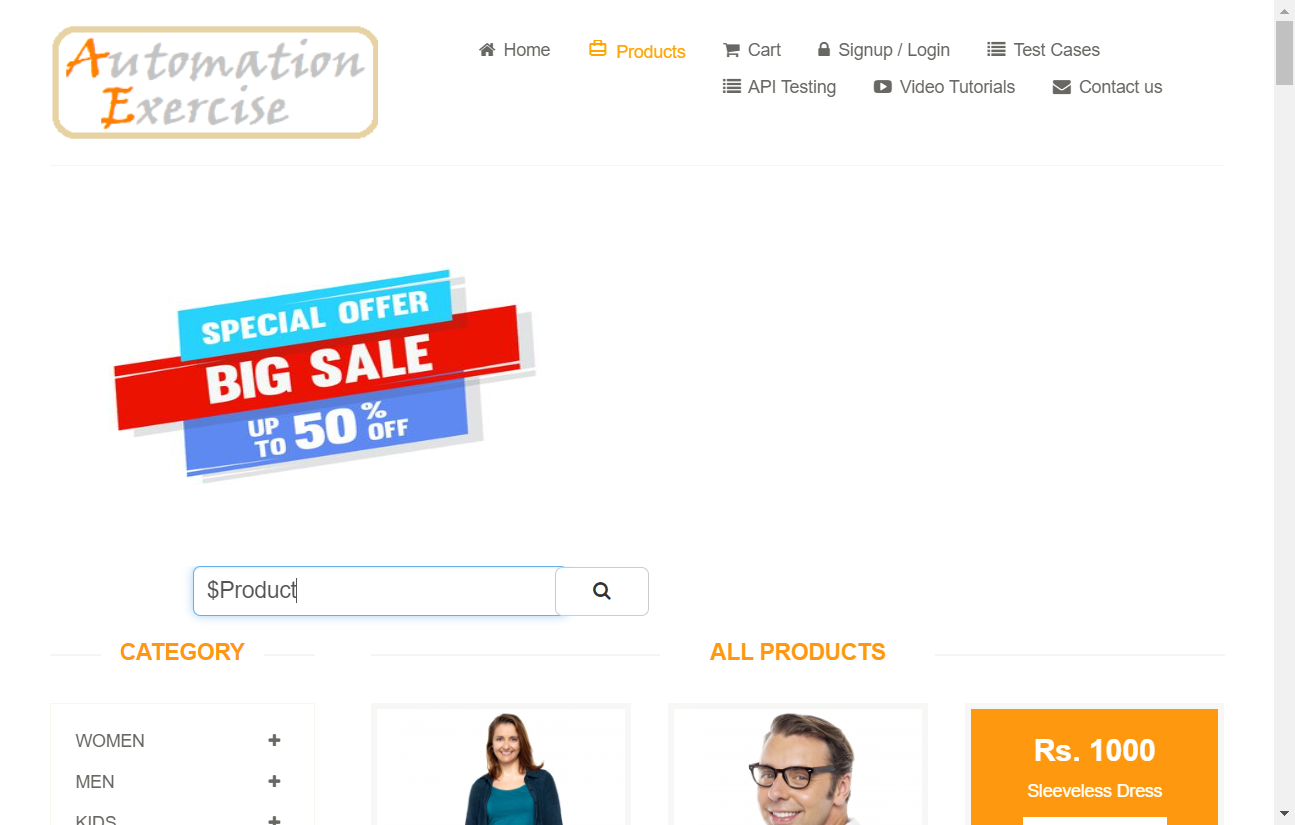 Automation
Exercise
Home
Products
Cart
Signup / Login
Test Cases
API Testing
Video Tutorials
Contact us
SPECIAL OFFER
BIG SALE
UP TO 50% OFF
$Product
CATEGORY
ALL PRODUCTS
WOMEN
MEN
KIDS
Rs. 1000
Sleeveless Dress